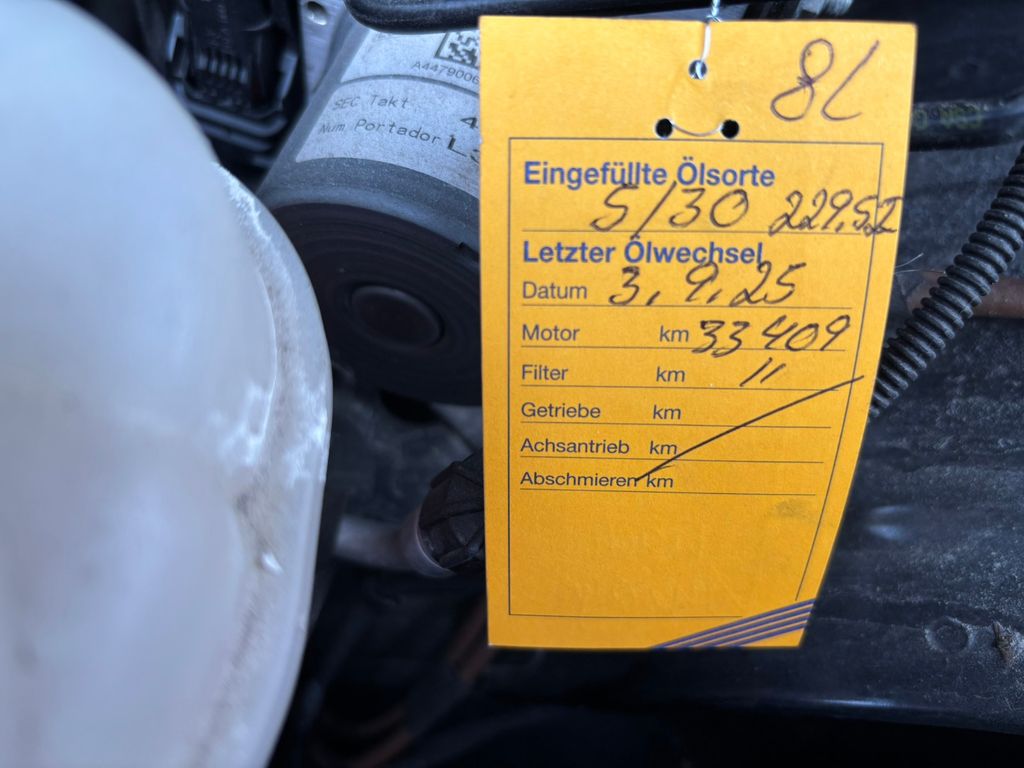 8L
Eingefüllte Ölsorte
5/30 229,52
Letzter Ölwechsel
Datum 3,9,25
Motor km 33409
Filter km 11
Getriebe km
Achsantrieb km
Abschmieren km
A4479006
SEC Takt
Num Portador